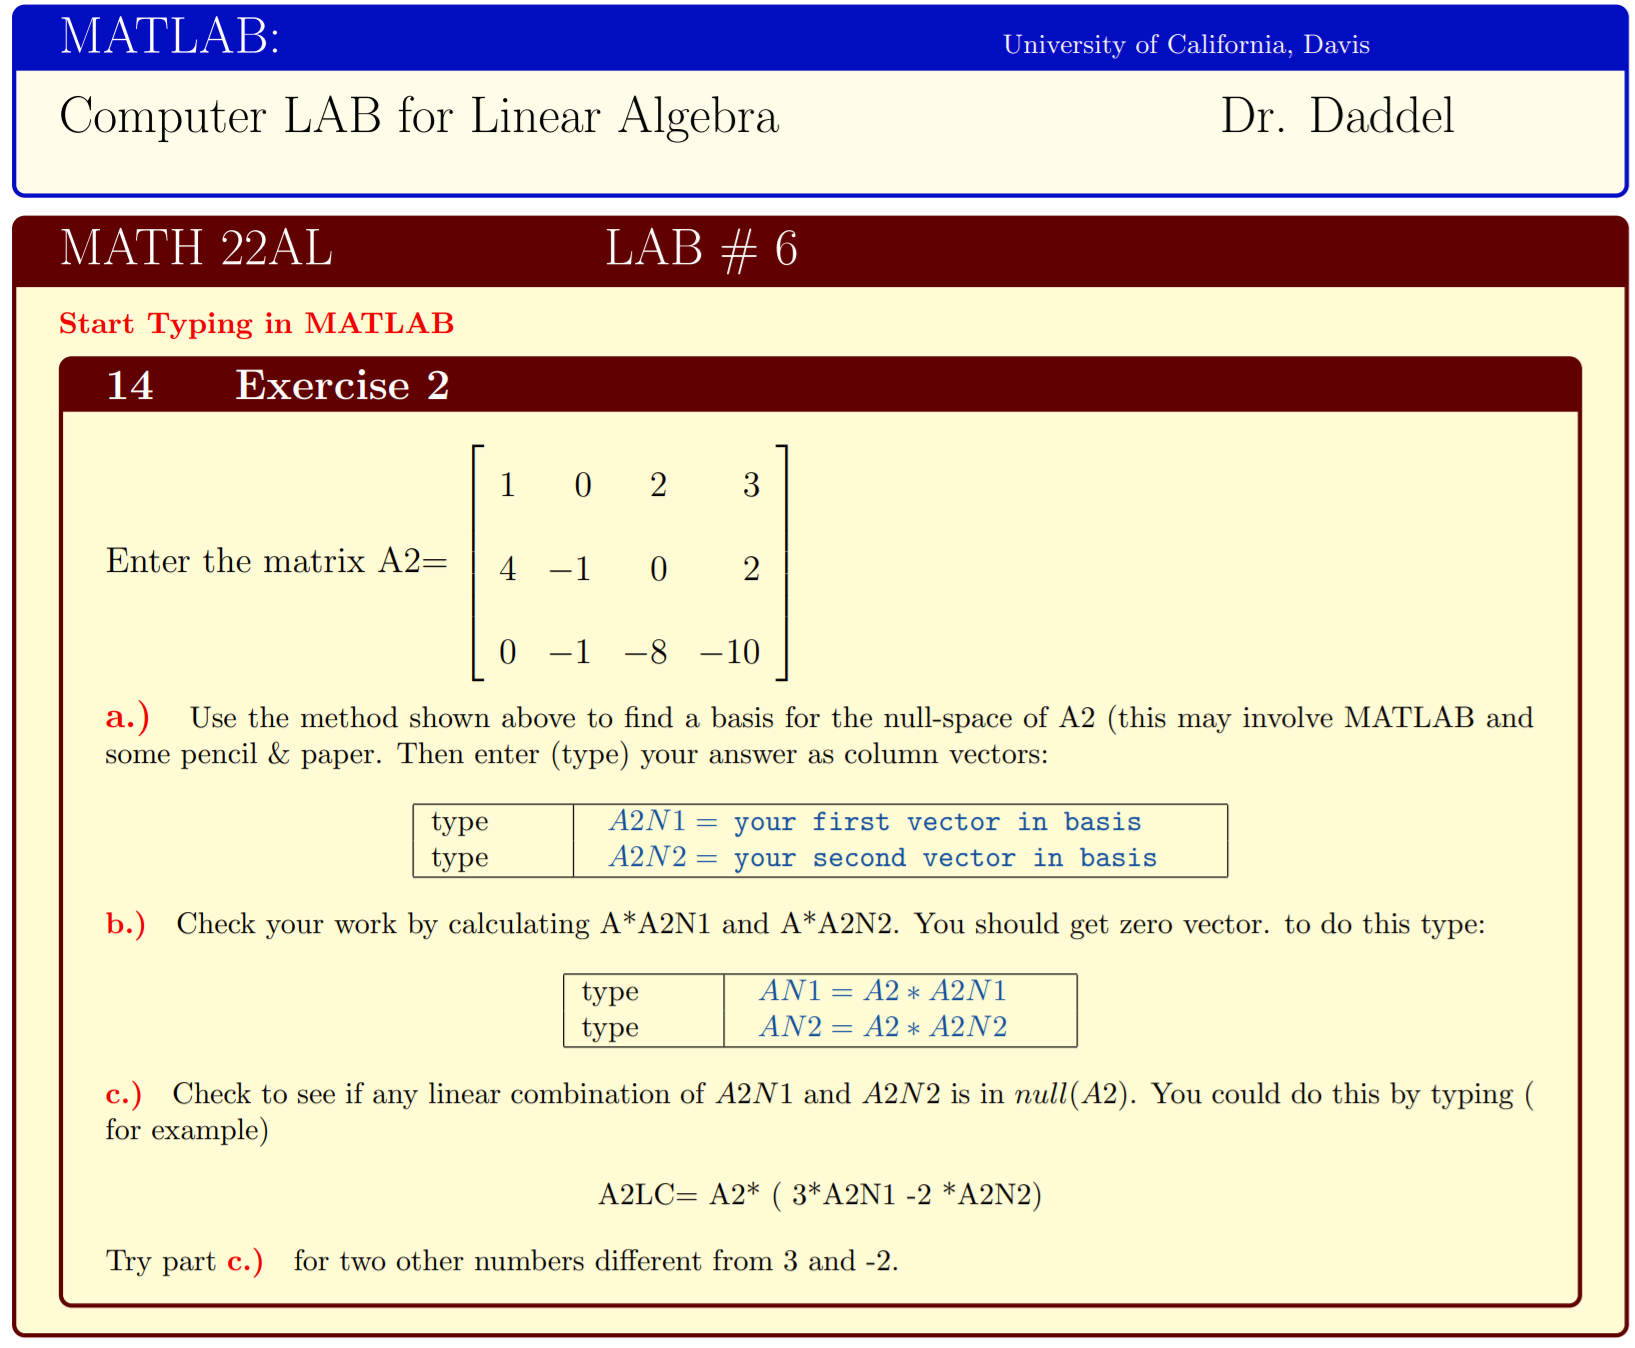 MATLAB: University of California, Davis
Computer LAB for Linear Algebra Dr. Daddel
MATH 22AL LAB # 6
Start Typing in MATLAB
14 Exercise 2
Enter the matrix A2=
1 0 2 3
4 −1 0 2
0 −1 −8 −10
a.) Use the method shown above to find a basis for the null-space of A2 (this may involve MATLAB and
some pencil & paper. Then enter (type) your answer as column vectors:
type A2N1 = your first vector in basis
type A2N2 = your second vector in basis
b.) Check your work by calculating A*A2N1 and A*A2N2. You should get zero vector. to do this type:
type AN1 = A2 ∗ A2N1
type AN2 = A2 ∗ A2N2
c.) Check to see if any linear combination of A2N1 and A2N2 is in null(A2). You could do this by typing (
for example)
A2LC= A2* ( 3*A2N1 -2 *A2N2)
Try part c.) for two other numbers different from 3 and -2.